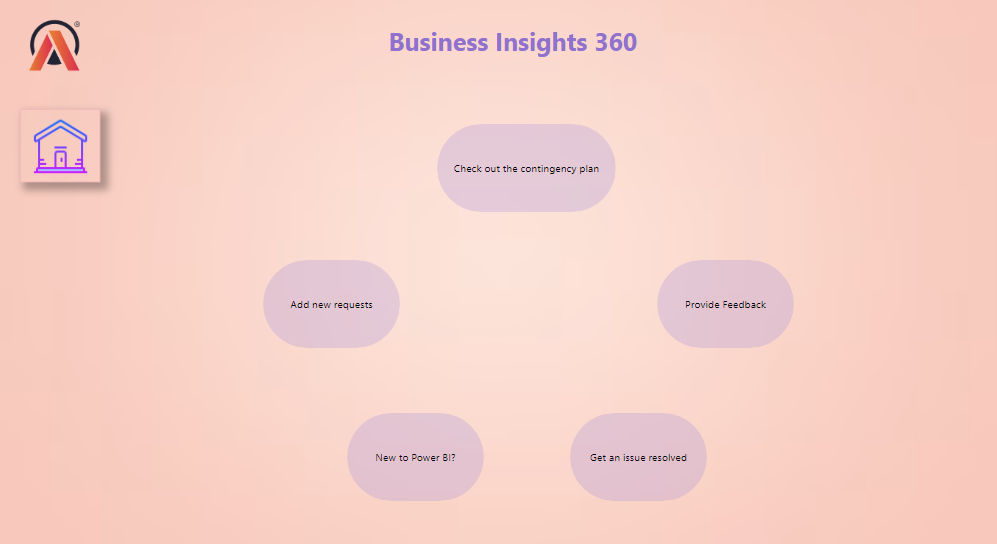 Business Insights 360
Check out the contingency plan
Add new requests
Provide Feedback
New to Power BI?
Get an issue resolved